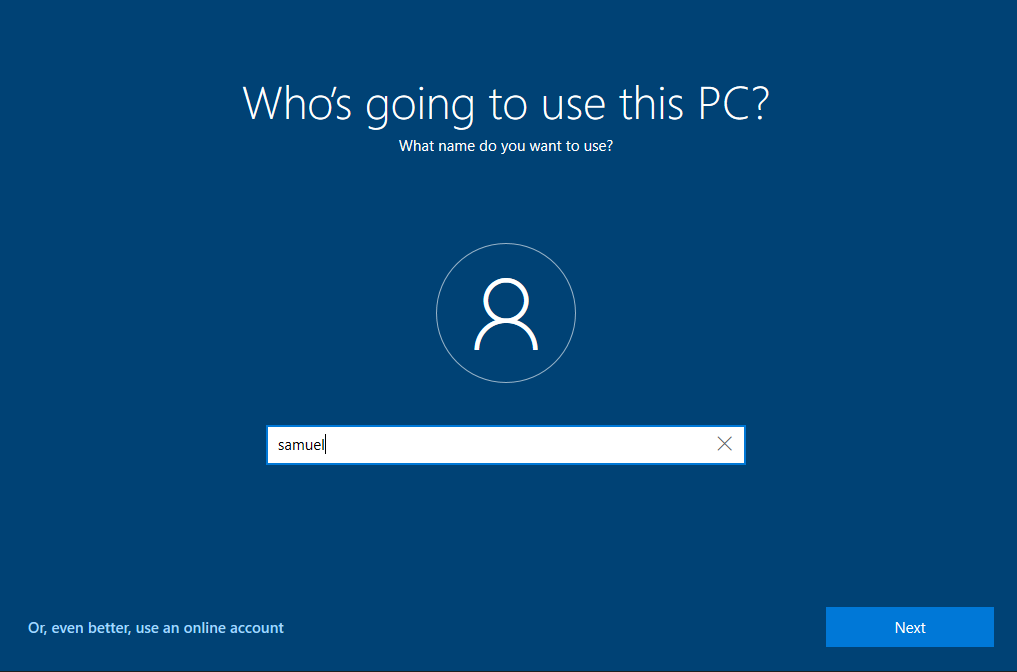 Who's going to use this PC?
What name do you want to use?
samuel
Or, even better, use an online account
Next